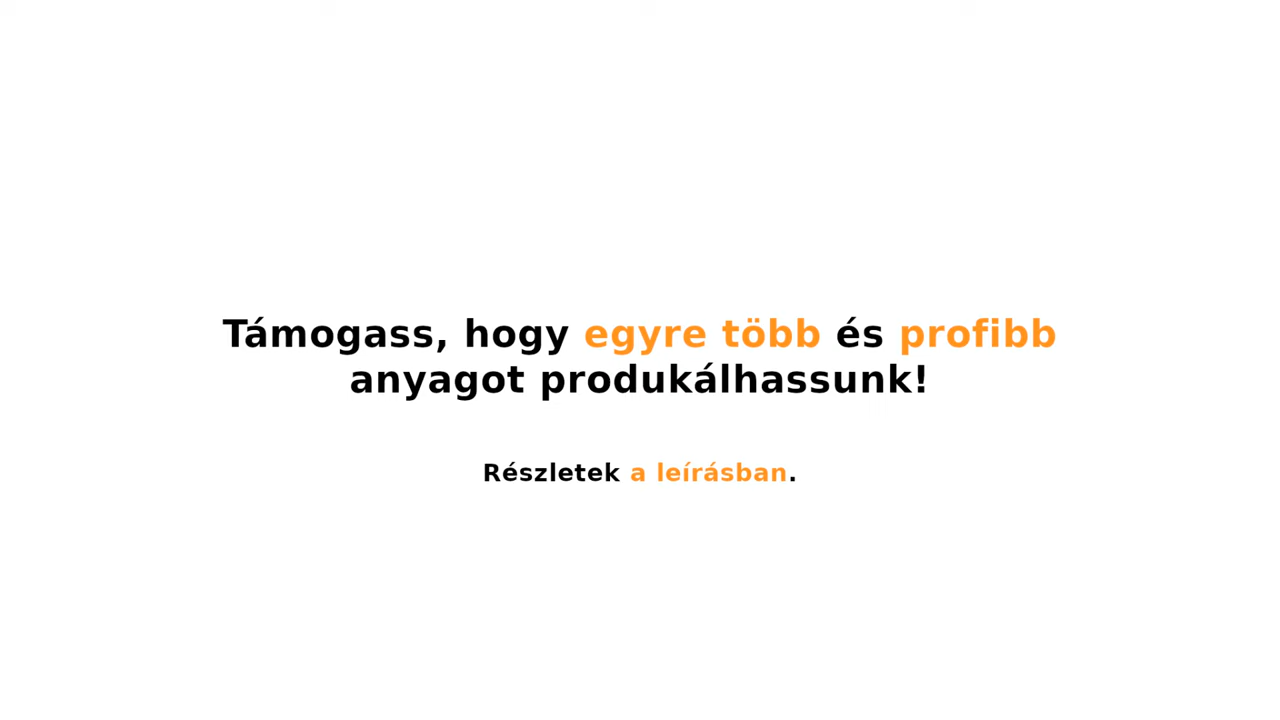 Támogass, hogy egyre több és profibb
anyagot produkálhassunk!
Részletek a leírásban.